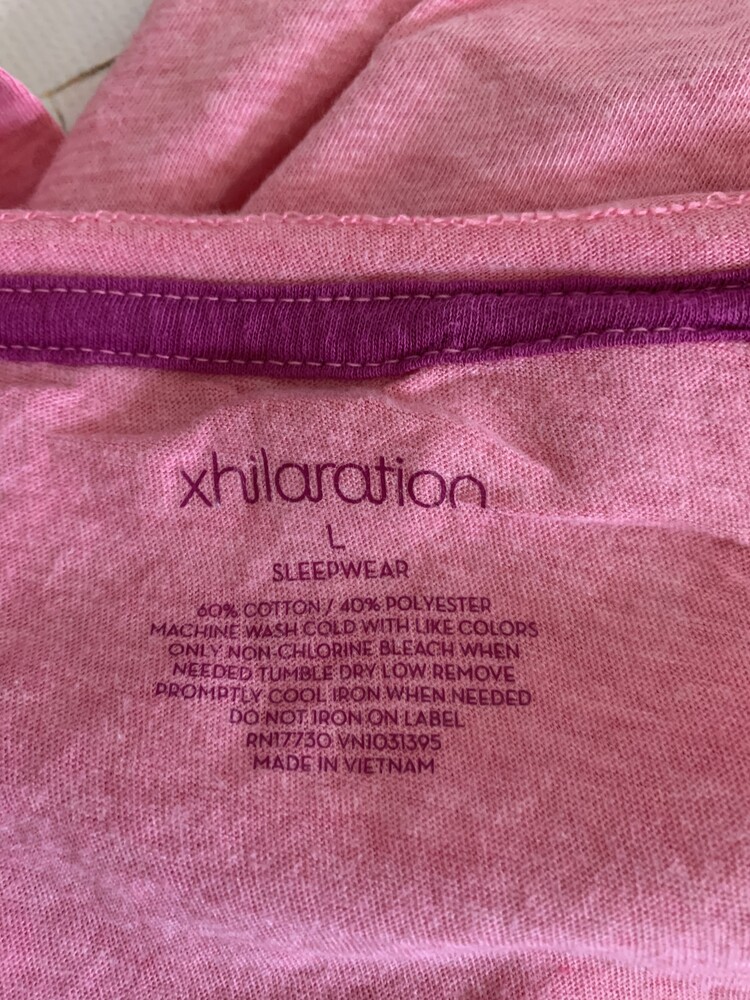 xhilaration
L
SLEEPWEAR
60% COTTON / 40% POLYESTER
MACHINE WASH COLD WITH LIKE COLORS
ONLY NON-CHLORINE BLEACH WHEN
NEEDED TUMBLE DRY LOW REMOVE
PROMPTLY COOL IRON WHEN NEEDED
DO NOT IRON ON LABEL
RN17730 VN1031395
MADE IN VIETNAM